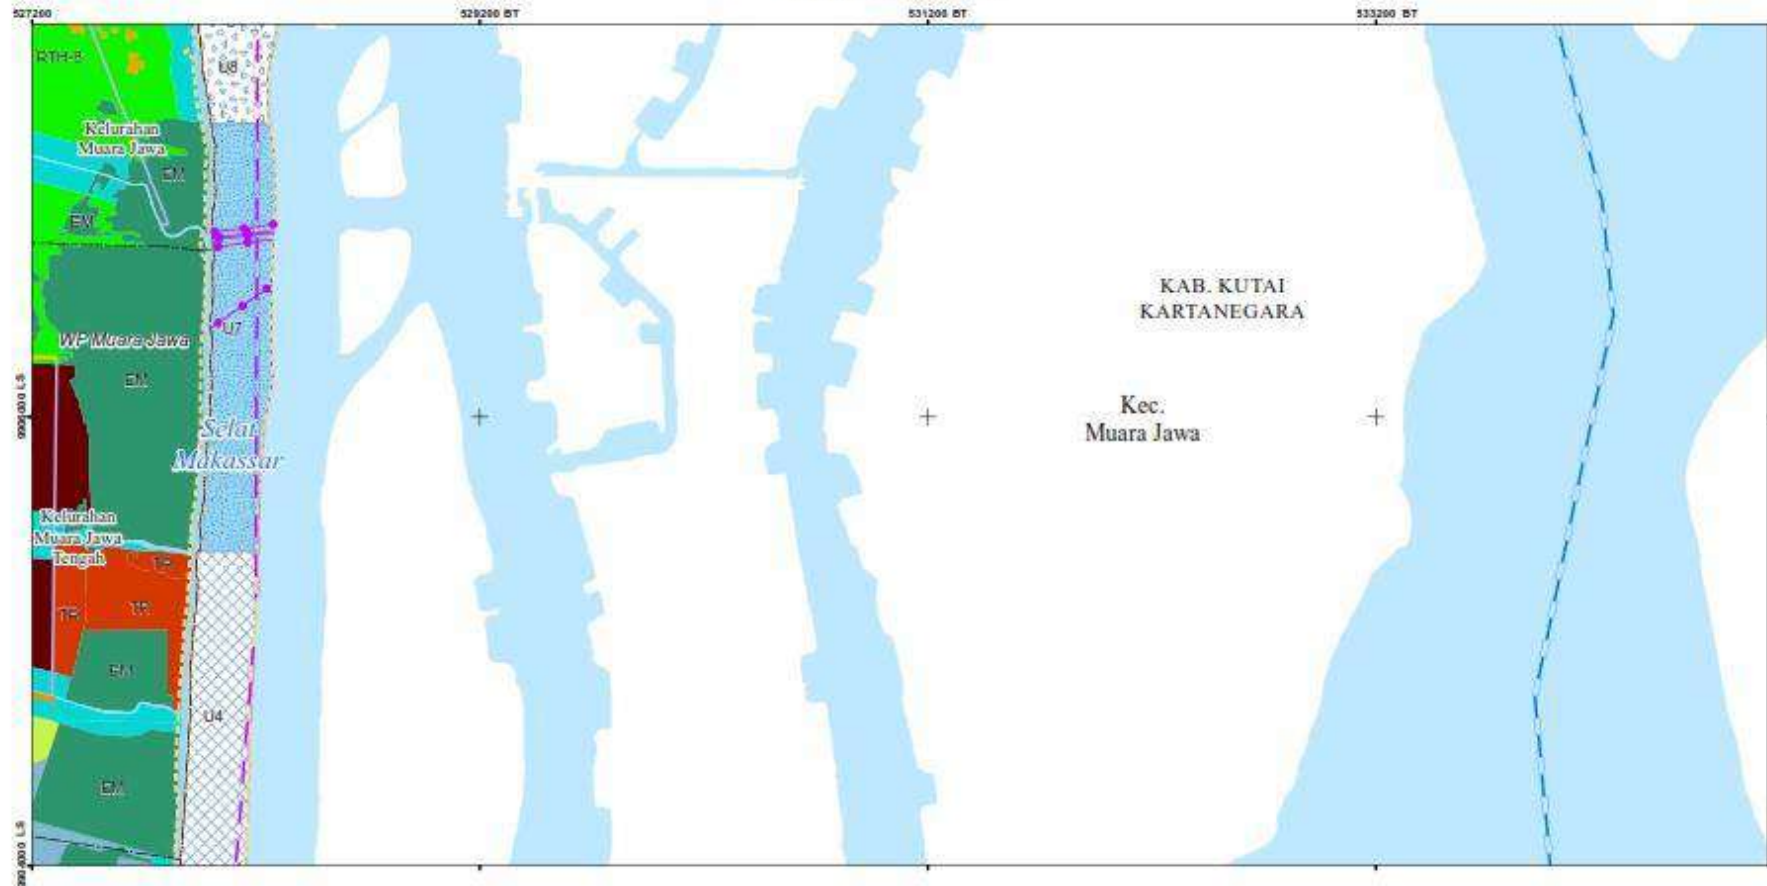 527200
529200 BT
531200 BT
533200 BT
RTH-8
U8
Kelurahan
Muara Jawa
EM
EM
KAB. KUTAI
KARTANEGARA
U7
WP Muara Jawa
EM
Kec.
Muara Jawa
Selat
Makassar
Kelurahan
Muara Jawa
Tengah
TR
TR
TR
EM
U4
EM